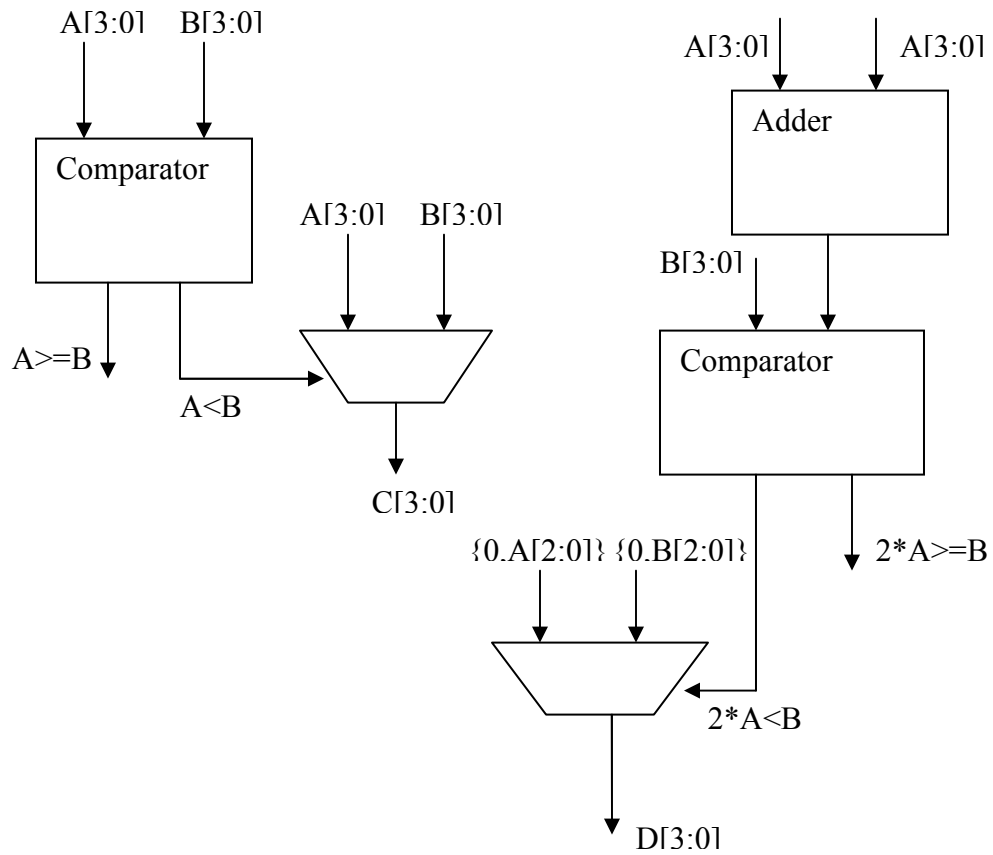 A[3:0] B[3:0]
A[3:0] A[3:0]
Adder
Comparator
A[3:0] B[3:0]
B[3:0]
A>=B
A<B
Comparator
C[3:0]
{0,A[2:0]} {0,B[2:0]}
2*A>=B
2*A<B
D[3:0]